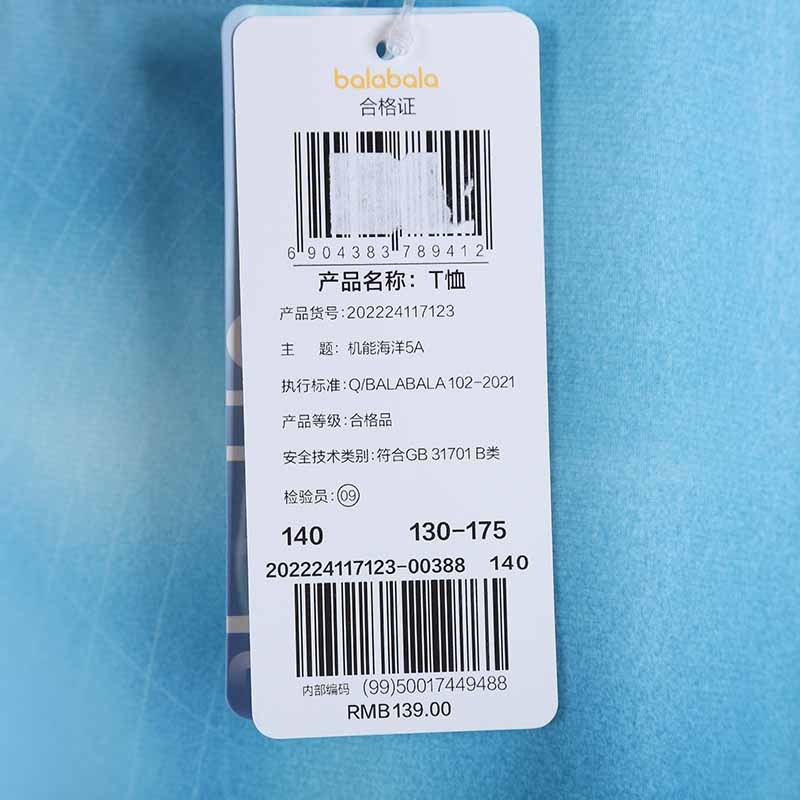 balabala
合格证
6 904383 789412
产品名称：T恤
产品货号:202224117123
主 题: 机能海洋5A
执行标准:Q/BALABALA 102-2021
产品等级:合格品
安全技术类别:符合GB 31701 B类
检验员:09
140 130-175
202224117123-00388 140
内部编码 (99)50017449488
RMB139.00